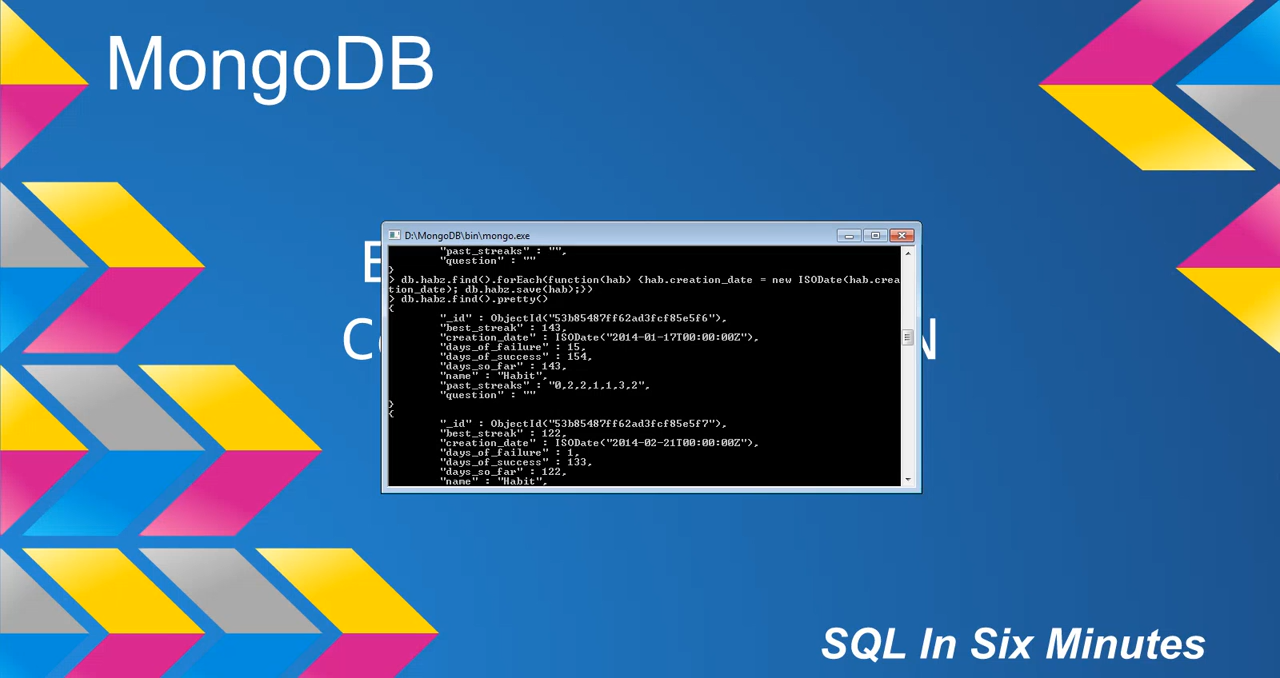 MongoDB
E
D:\MongoDB\bin\mongo.exe
"past_streaks" : "",
"question" : ""
}
> db.habz.find().forEach(function(hab) {hab.creation_date = new ISODate(hab.crea
tion_date); db.habz.save(hab);})
> db.habz.find().pretty()
{
"_id" : ObjectId("53b85487ff62ad3fcf85e5f6"),
"best_streak" : 143,
"creation_date" : ISODate("2014-01-17T00:00:00Z"),
"days_of_failure" : 15,
"days_of_success" : 154,
"days_so_far" : 143,
"name" : "Habit",
"past_streaks" : "0,2,2,1,1,3,2",
"question" : ""
}
{
"_id" : ObjectId("53b85487ff62ad3fcf85e5f7"),
"best_streak" : 122,
"creation_date" : ISODate("2014-02-21T00:00:00Z"),
"days_of_failure" : 1,
"days_of_success" : 133,
"days_so_far" : 122,
"name" : "Habit",
SQL In Six Minutes